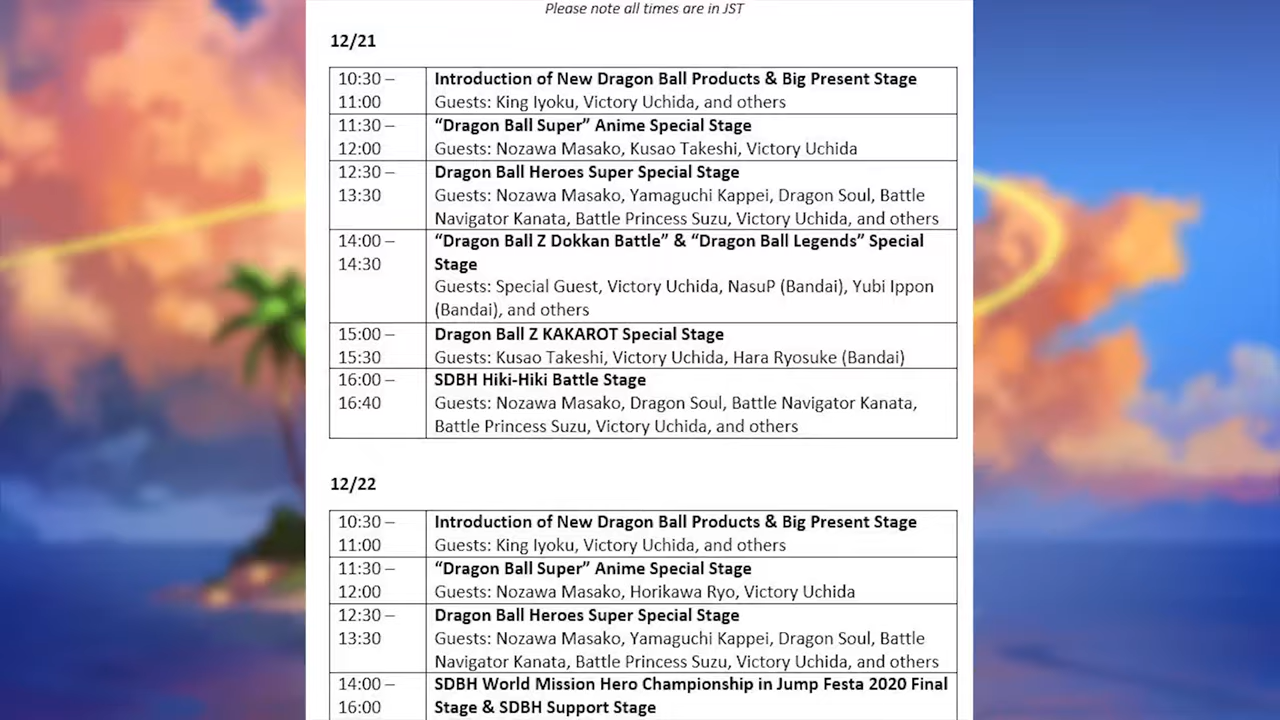 Please note all times are in JST
12/21
10:30 – Introduction of New Dragon Ball Products & Big Present Stage
11:00 Guests: King Iyoku, Victory Uchida, and others
11:30 – “Dragon Ball Super” Anime Special Stage
12:00 Guests: Nozawa Masako, Kusao Takeshi, Victory Uchida
12:30 – Dragon Ball Heroes Super Special Stage
13:30 Guests: Nozawa Masako, Yamaguchi Kappei, Dragon Soul, Battle
Navigator Kanata, Battle Princess Suzu, Victory Uchida, and others
14:00 – “Dragon Ball Z Dokkan Battle” & “Dragon Ball Legends” Special
14:30 Stage
Guests: Special Guest, Victory Uchida, NasuP (Bandai), Yubi Ippon
(Bandai), and others
15:00 – Dragon Ball Z KAKAROT Special Stage
15:30 Guests: Kusao Takeshi, Victory Uchida, Hara Ryosuke (Bandai)
16:00 – SDBH Hiki-Hiki Battle Stage
16:40 Guests: Nozawa Masako, Dragon Soul, Battle Navigator Kanata,
Battle Princess Suzu, Victory Uchida, and others
12/22
10:30 – Introduction of New Dragon Ball Products & Big Present Stage
11:00 Guests: King Iyoku, Victory Uchida, and others
11:30 – “Dragon Ball Super” Anime Special Stage
12:00 Guests: Nozawa Masako, Horikawa Ryo, Victory Uchida
12:30 – Dragon Ball Heroes Super Special Stage
13:30 Guests: Nozawa Masako, Yamaguchi Kappei, Dragon Soul, Battle
Navigator Kanata, Battle Princess Suzu, Victory Uchida, and others
14:00 – SDBH World Mission Hero Championship in Jump Festa 2020 Final
16:00 Stage & SDBH Support Stage